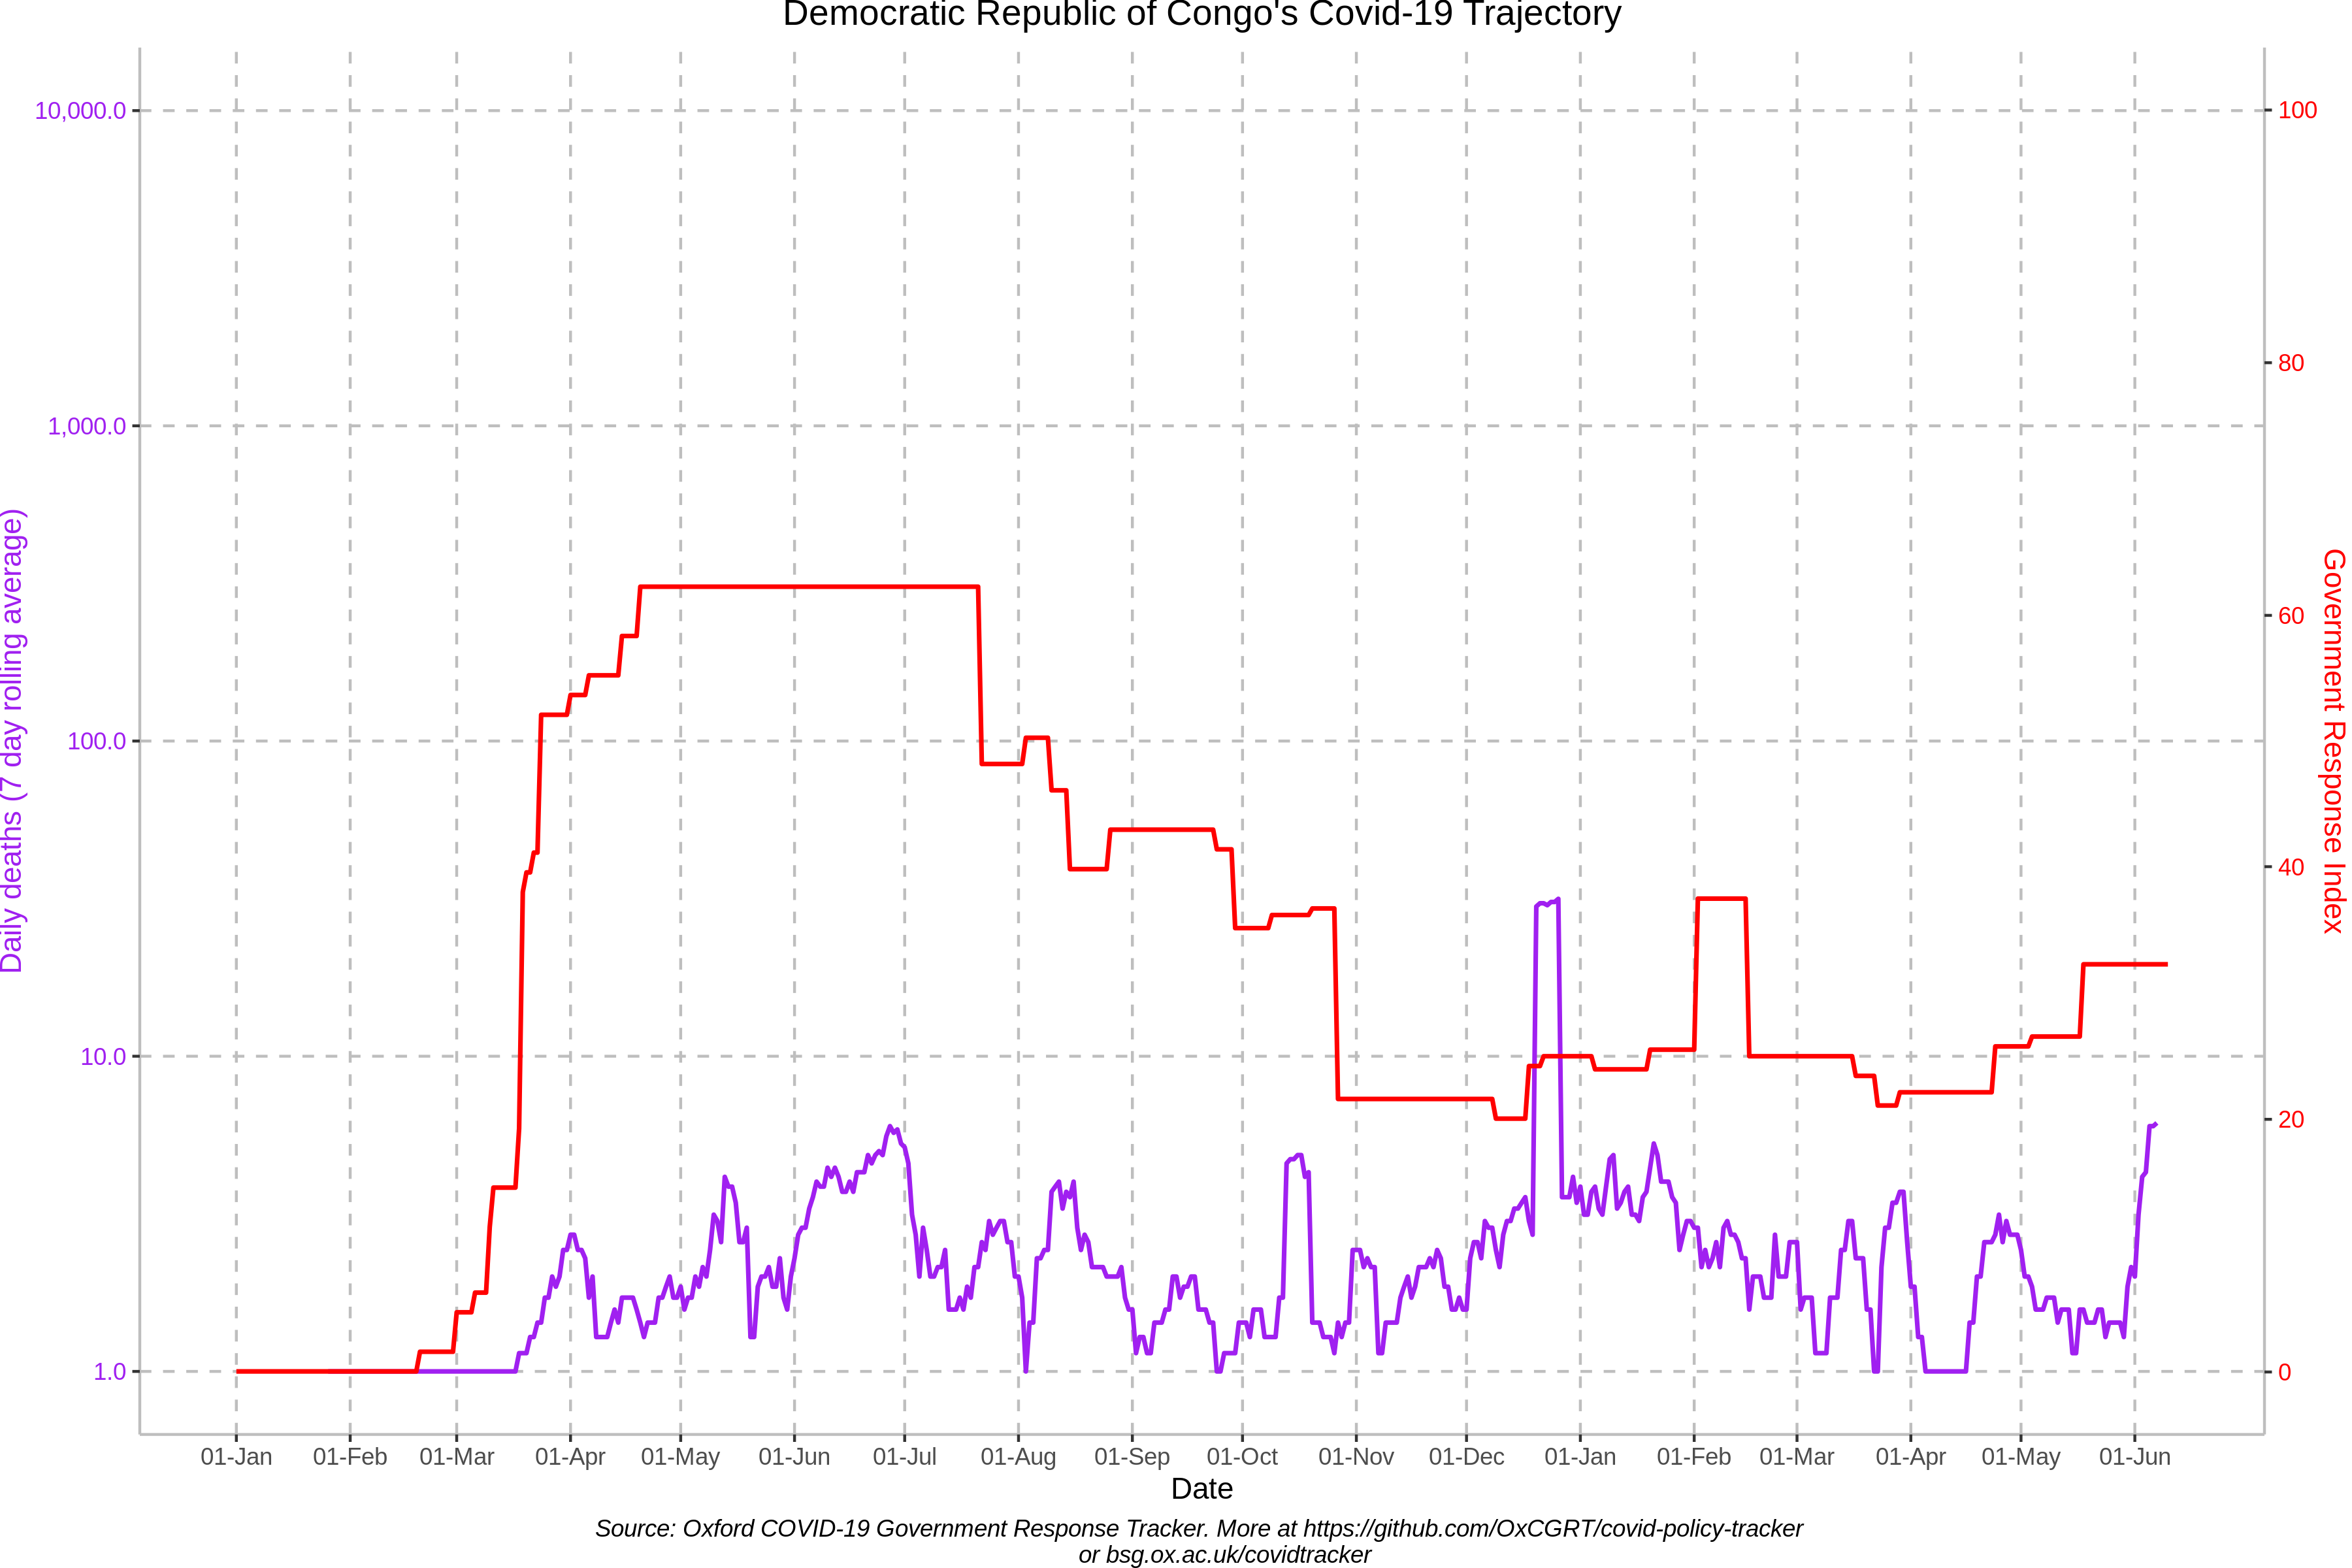 Democratic Republic of Congo's Covid-19 Trajectory
10,000.0
1,000.0
100.0
10.0
1.0
Daily deaths (7 day rolling average)
100
80
60
40
20
0
Government Response Index
01-Jan 01-Feb 01-Mar 01-Apr 01-May 01-Jun 01-Jul 01-Aug 01-Sep 01-Oct 01-Nov 01-Dec 01-Jan 01-Feb 01-Mar 01-Apr 01-May 01-Jun
Date
Source: Oxford COVID-19 Government Response Tracker. More at https://github.com/OxCGRT/covid-policy-tracker
or bsg.ox.ac.uk/covidtracker